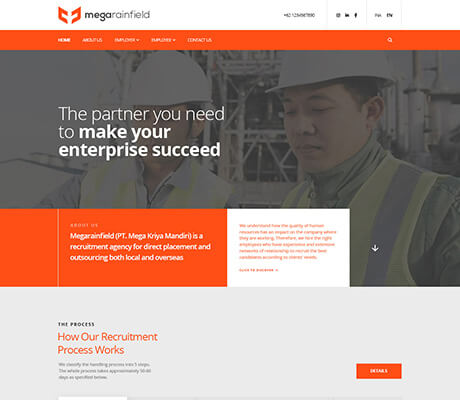 megarainfield
+62 1234567890
INA EN
HOME ABOUT US EMPLOYER EMPLOYEE CONTACT US
The partner you need
to make your
enterprise succeed
ABOUT US
Megarainfield (PT. Mega Kriya Mandiri) is a
recruitment agency for direct placement and
outsourcing both local and overseas
We understand how the quality of human
resources has an impact on the company where
they are working. Therefore, we hire the right
employees who have expertise and extensive
networks of relationship to recruit the best
candidates according to clients' needs.
CLICK TO DISCOVER
THE PROCESS
How Our Recruitment
Process Works
We classify the handling process into 5 steps.
The whole process takes approximately 50-60
days as specified below.
DETAILS